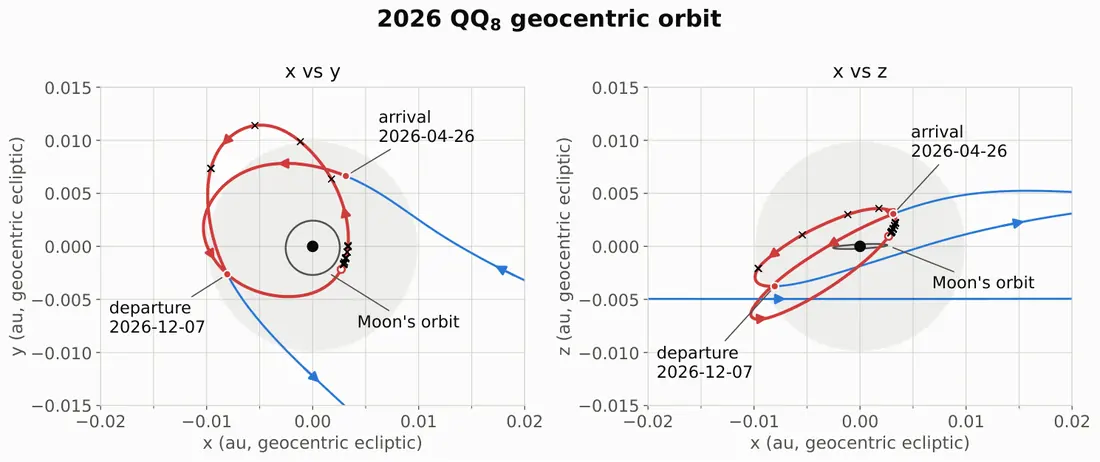 2026 QQ₈ geocentric orbit
x vs y
0.015
0.010
0.005
0.000
−0.005
−0.010
−0.015
−0.02
−0.01
0.00
0.01
0.02
y (au, geocentric ecliptic)
x (au, geocentric ecliptic)
arrival
2026-04-26
departure
2026-12-07
Moon's orbit
x vs z
0.015
0.010
0.005
0.000
−0.005
−0.010
−0.015
−0.02
−0.01
0.00
0.01
0.02
z (au, geocentric ecliptic)
x (au, geocentric ecliptic)
arrival
2026-04-26
Moon's orbit
departure
2026-12-07